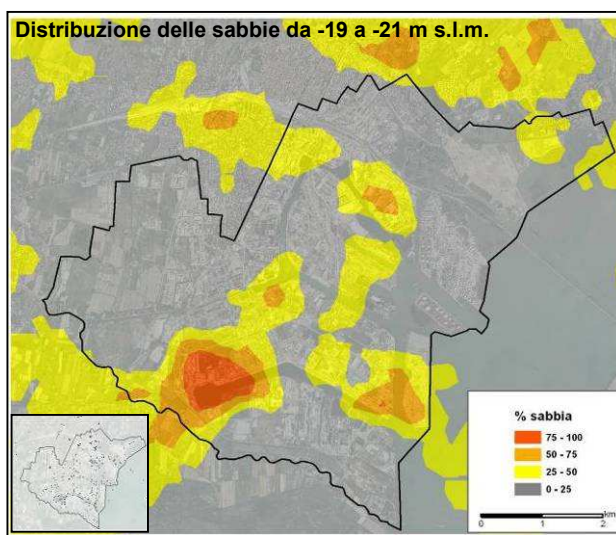 Distribuzione delle sabbie da -19 a -21 m s.l.m.
% sabbia
75 - 100
50 - 75
25 - 50
0 - 25
km
0 1 2